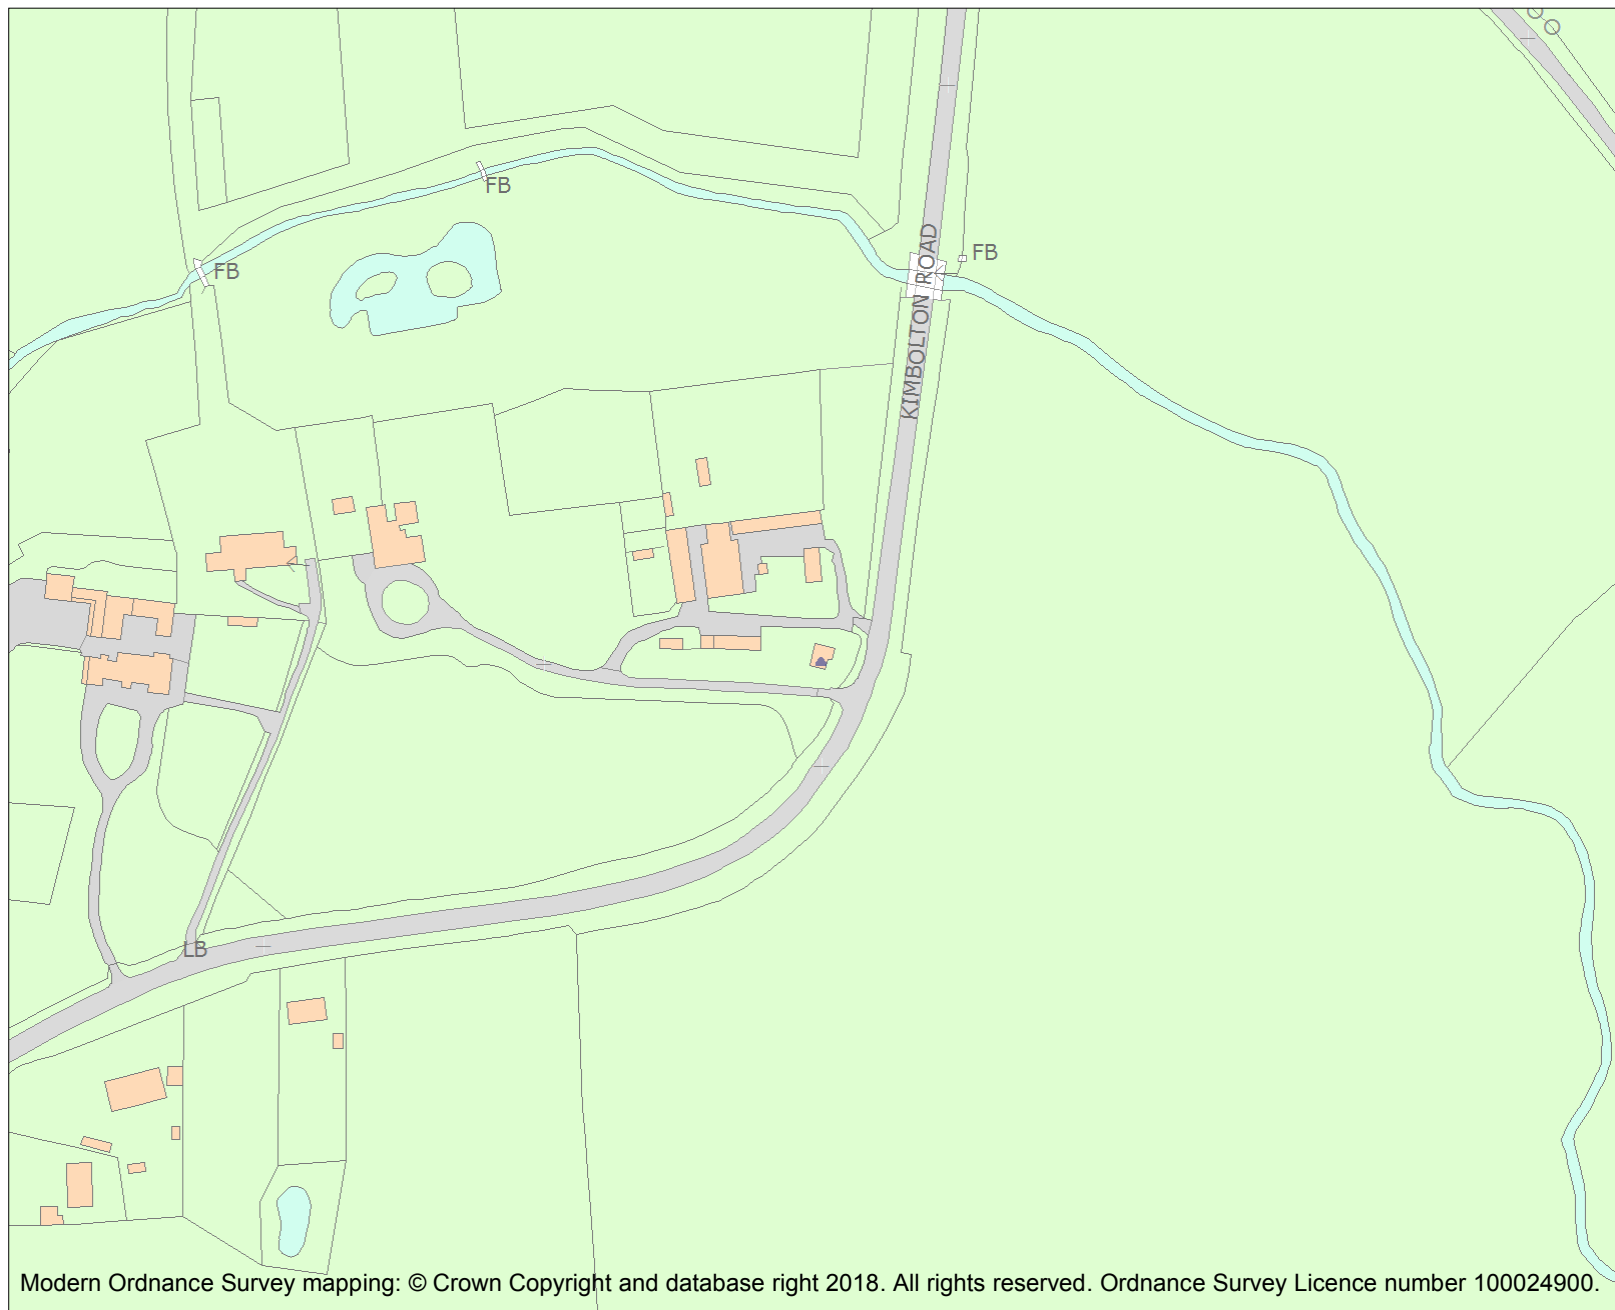 FB
FB
FB
KIMBOLTON ROAD
LB
Modern Ordnance Survey mapping: © Crown Copyright and database right 2018. All rights reserved. Ordnance Survey Licence number 100024900.